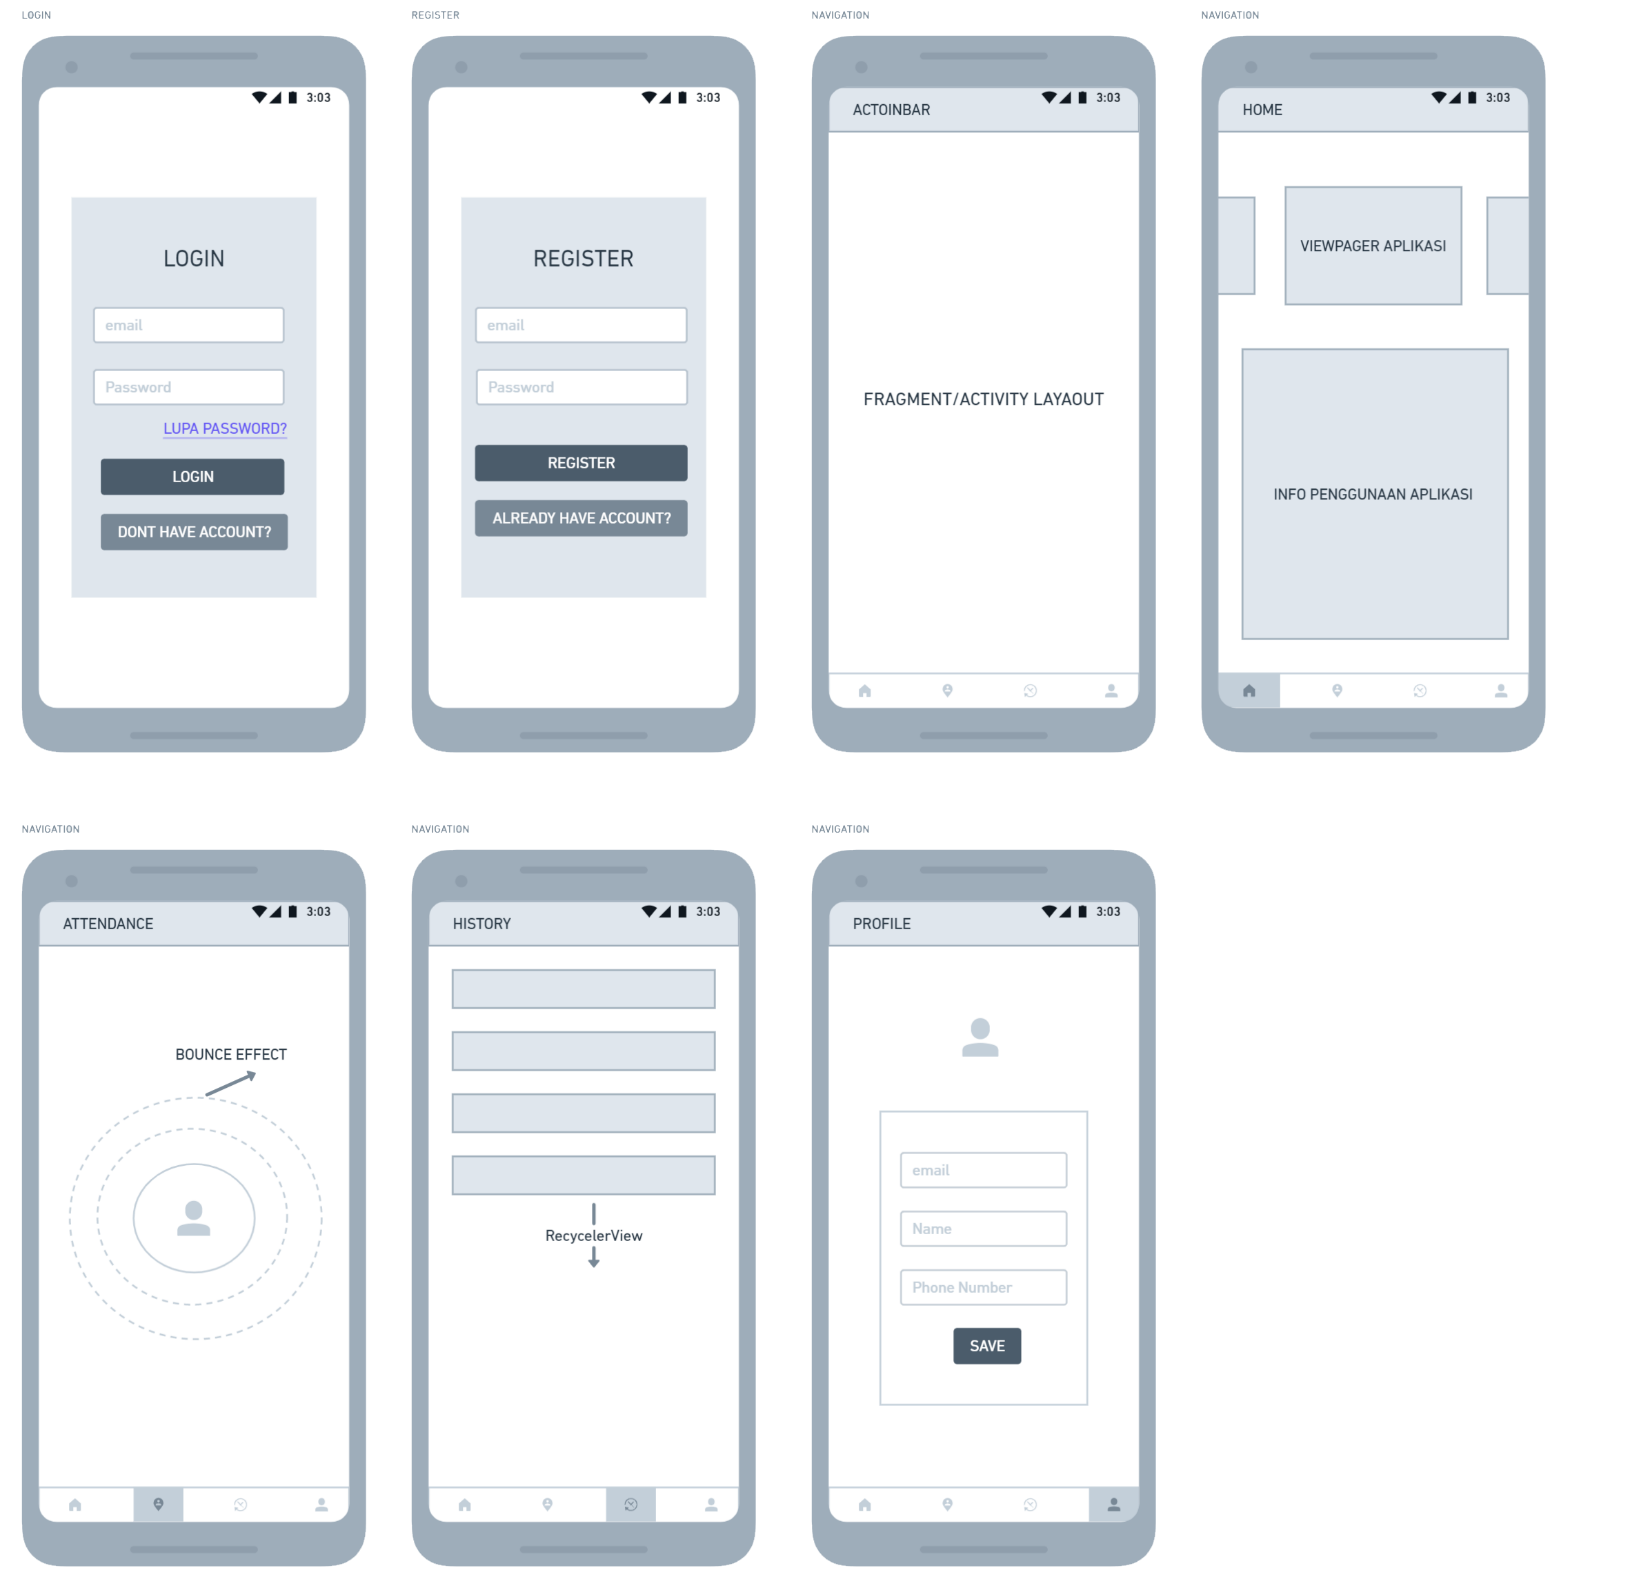 LOGIN
3:03
LOGIN
email
Password
LUPA PASSWORD?
LOGIN
DONT HAVE ACCOUNT?
REGISTER
3:03
REGISTER
email
Password
REGISTER
ALREADY HAVE ACCOUNT?
NAVIGATION
3:03
ACTOINBAR
FRAGMENT/ACTIVITY LAYAOUT
NAVIGATION
3:03
HOME
VIEWPAGER APLIKASI
INFO PENGGUNAAN APLIKASI
NAVIGATION
3:03
ATTENDANCE
BOUNCE EFFECT
NAVIGATION
3:03
HISTORY
RecycelerView
NAVIGATION
3:03
PROFILE
email
Name
Phone Number
SAVE